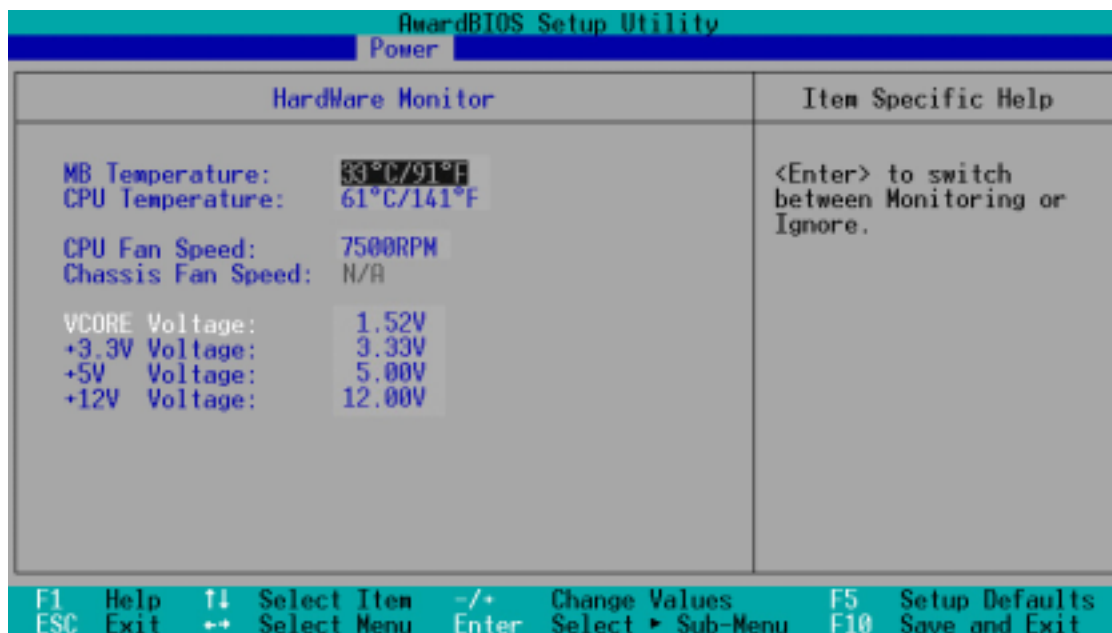 AwardBIOS Setup Utility
Power
HardWare Monitor
Item Specific Help
MB Temperature: 33°C/91°F
CPU Temperature: 61°C/141°F
CPU Fan Speed: 7500RPM
Chassis Fan Speed: N/A
VCORE Voltage: 1.52V
+3.3V Voltage: 3.33V
+5V Voltage: 5.00V
+12V Voltage: 12.00V
<Enter> to switch
between Monitoring or
Ignore.
F1 Help ↑↓ Select Item -/+ Change Values F5 Setup Defaults
ESC Exit ←→ Select Menu Enter Select ► Sub-Menu F10 Save and Exit